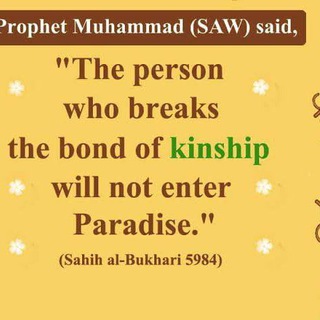 Prophet Muhammad (SAW) said,
"The person
who breaks
the bond of kinship
will not enter
Paradise."
(Sahih al-Bukhari 5984)